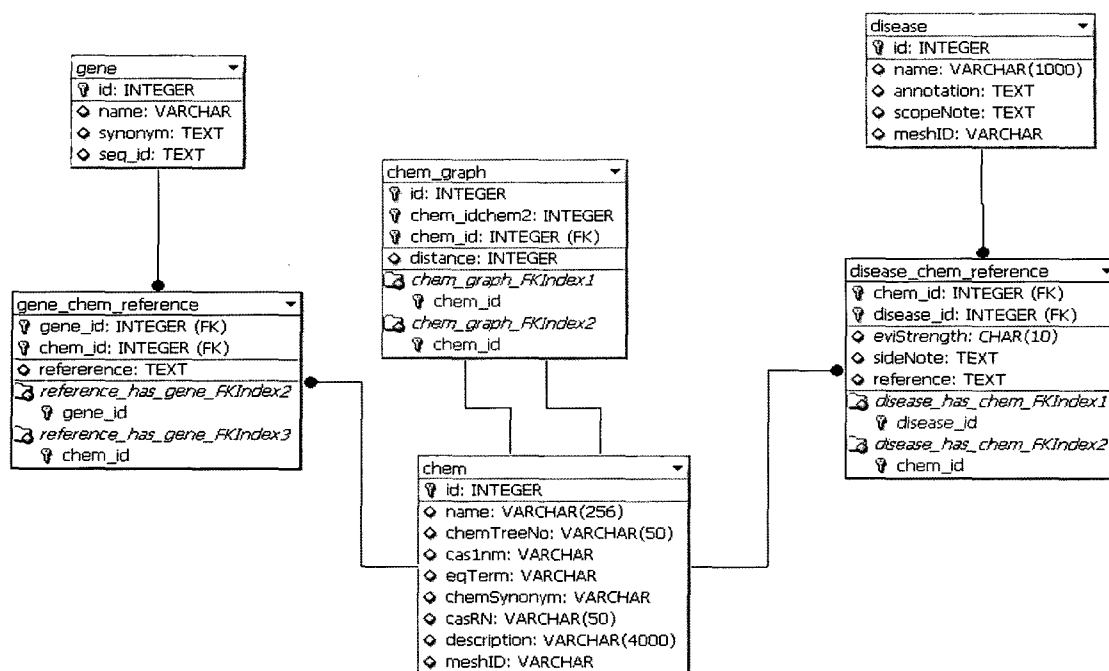 gene
id: INTEGER
name: VARCHAR
synonym: TEXT
seq_id: TEXT
disease
id: INTEGER
name: VARCHAR(1000)
annotation: TEXT
scopeNote: TEXT
meshID: VARCHAR
chem_graph
id: INTEGER
chem_idchem2: INTEGER
chem_id: INTEGER (FK)
distance: INTEGER
chem_graph_FKIndex1
chem_id
chem_graph_FKIndex2
chem_id
gene_chem_reference
gene_id: INTEGER (FK)
chem_id: INTEGER (FK)
refererence: TEXT
reference_has_gene_FKIndex2
gene_id
reference_has_gene_FKIndex3
chem_id
disease_chem_reference
chem_id: INTEGER (FK)
disease_id: INTEGER (FK)
eviStrength: CHAR(10)
sideNote: TEXT
reference: TEXT
disease_has_chem_FKIndex1
disease_id
disease_has_chem_FKIndex2
chem_id
chem
id: INTEGER
name: VARCHAR(256)
chemTreeNo: VARCHAR(50)
cas1nm: VARCHAR
eqTerm: VARCHAR
chemSynonym: VARCHAR
casRN: VARCHAR(50)
description: VARCHAR(4000)
meshID: VARCHAR